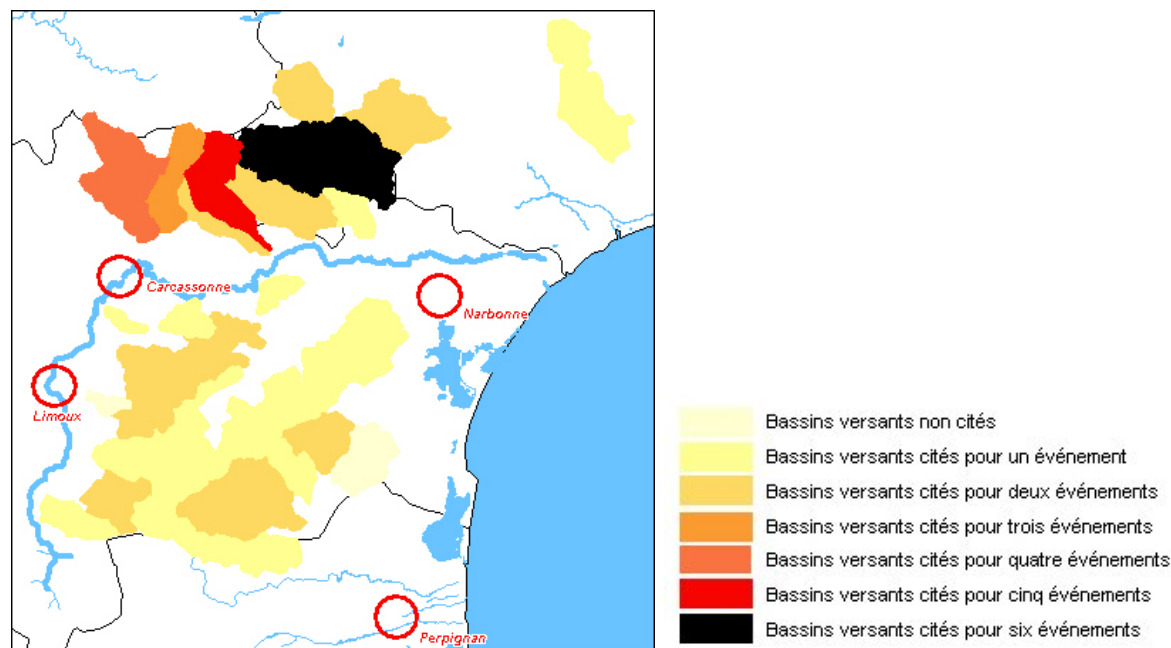 Carcassonne
Narbonne
Limoux
Perpignan
Bassins versants non cités
Bassins versants cités pour un événement
Bassins versants cités pour deux événements
Bassins versants cités pour trois événements
Bassins versants cités pour quatre événements
Bassins versants cités pour cinq événements
Bassins versants cités pour six événements